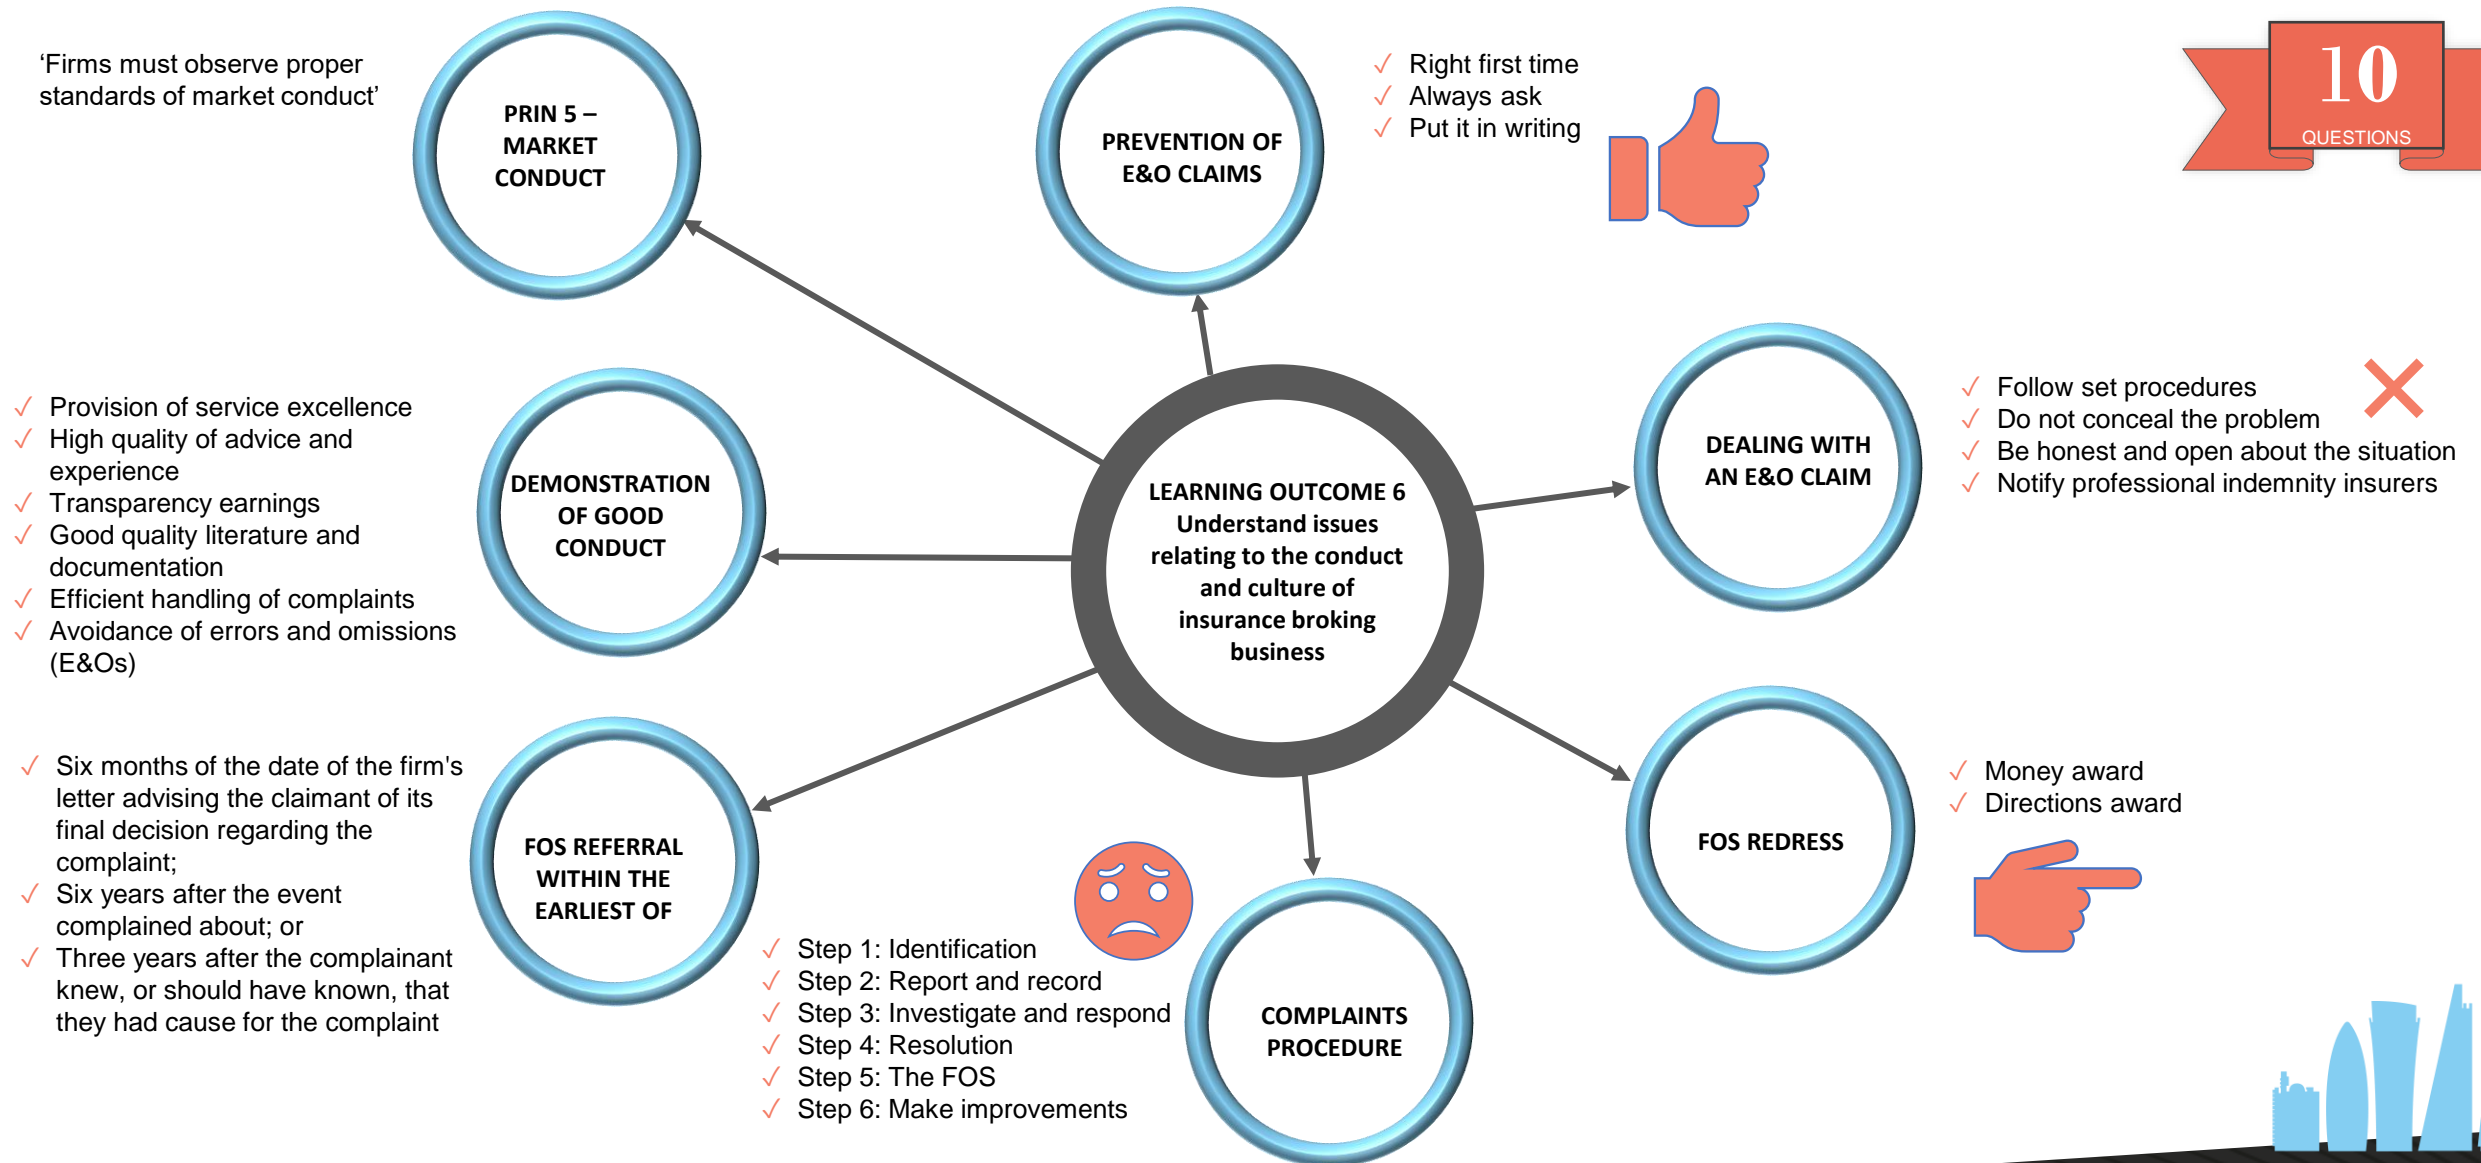 ‘Firms must observe proper
standards of market conduct’
PRIN 5 –
MARKET
CONDUCT
PREVENTION OF
E&O CLAIMS
✓ Right first time
✓ Always ask
✓ Put it in writing
10
QUESTIONS
✓ Provision of service excellence
✓ High quality of advice and
experience
✓ Transparency earnings
✓ Good quality literature and
documentation
✓ Efficient handling of complaints
✓ Avoidance of errors and omissions
(E&Os)
DEMONSTRATION
OF GOOD
CONDUCT
LEARNING OUTCOME 6
Understand issues
relating to the conduct
and culture of
insurance broking
business
DEALING WITH
AN E&O CLAIM
✓ Follow set procedures
✓ Do not conceal the problem
✓ Be honest and open about the situation
✓ Notify professional indemnity insurers
✓ Six months of the date of the firm's
letter advising the claimant of its
final decision regarding the
complaint;
✓ Six years after the event
complained about; or
✓ Three years after the complainant
knew, or should have known, that
they had cause for the complaint
FOS REFERRAL
WITHIN THE
EARLIEST OF
✓ Step 1: Identification
✓ Step 2: Report and record
✓ Step 3: Investigate and respond
✓ Step 4: Resolution
✓ Step 5: The FOS
✓ Step 6: Make improvements
COMPLAINTS
PROCEDURE
FOS REDRESS
✓ Money award
✓ Directions award